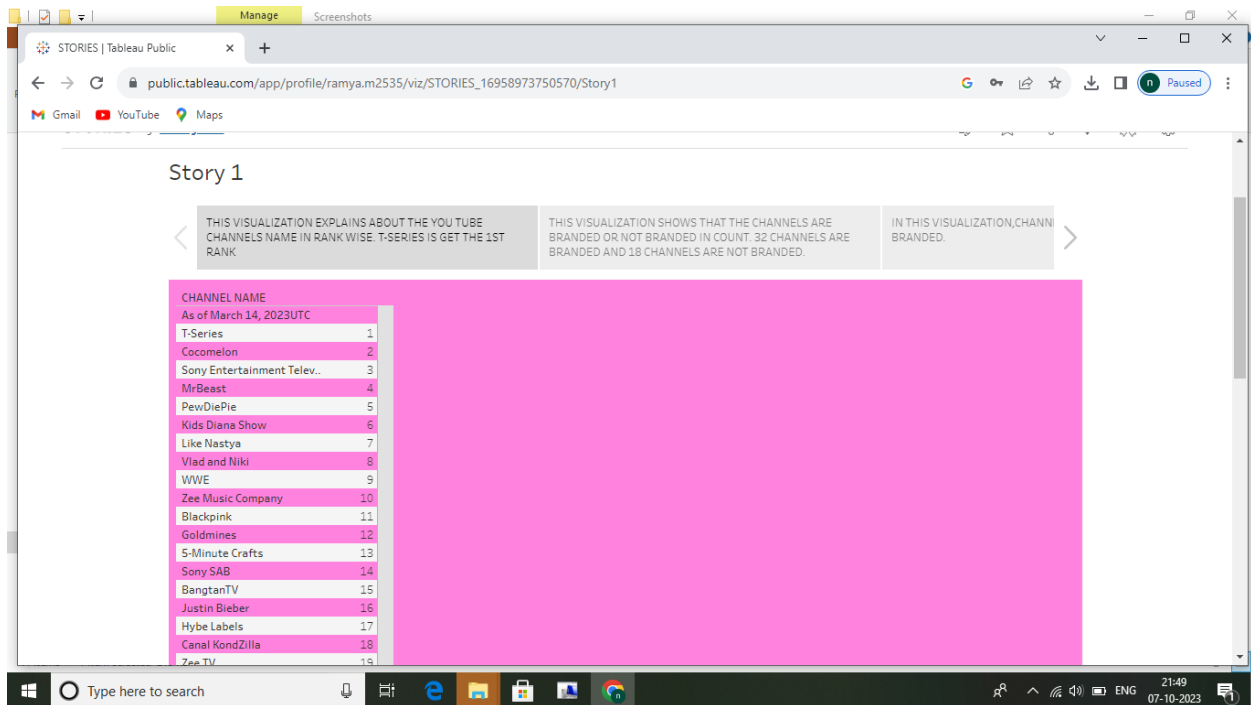 Manage Screenshots
STORIES | Tableau Public
public.tableau.com/app/profile/ramya.m2535/viz/STORIES_16958973750570/Story1
G
n Paused
Gmail YouTube Maps
Story 1
THIS VISUALIZATION EXPLAINS ABOUT THE YOU TUBE
CHANNELS NAME IN RANK WISE. T-SERIES IS GET THE 1ST
RANK
THIS VISUALIZATION SHOWS THAT THE CHANNELS ARE
BRANDED OR NOT BRANDED IN COUNT. 32 CHANNELS ARE
BRANDED AND 18 CHANNELS ARE NOT BRANDED.
IN THIS VISUALIZATION,CHANN
BRANDED.
CHANNEL NAME
As of March 14, 2023UTC
T-Series 1
Cocomelon 2
Sony Entertainment Telev.. 3
MrBeast 4
PewDiePie 5
Kids Diana Show 6
Like Nastya 7
Vlad and Niki 8
WWE 9
Zee Music Company 10
Blackpink 11
Goldmines 12
5-Minute Crafts 13
Sony SAB 14
BangtanTV 15
Justin Bieber 16
Hybe Labels 17
Canal KondZilla 18
Zee TV 19
Type here to search
ENG
21:49
07-10-2023